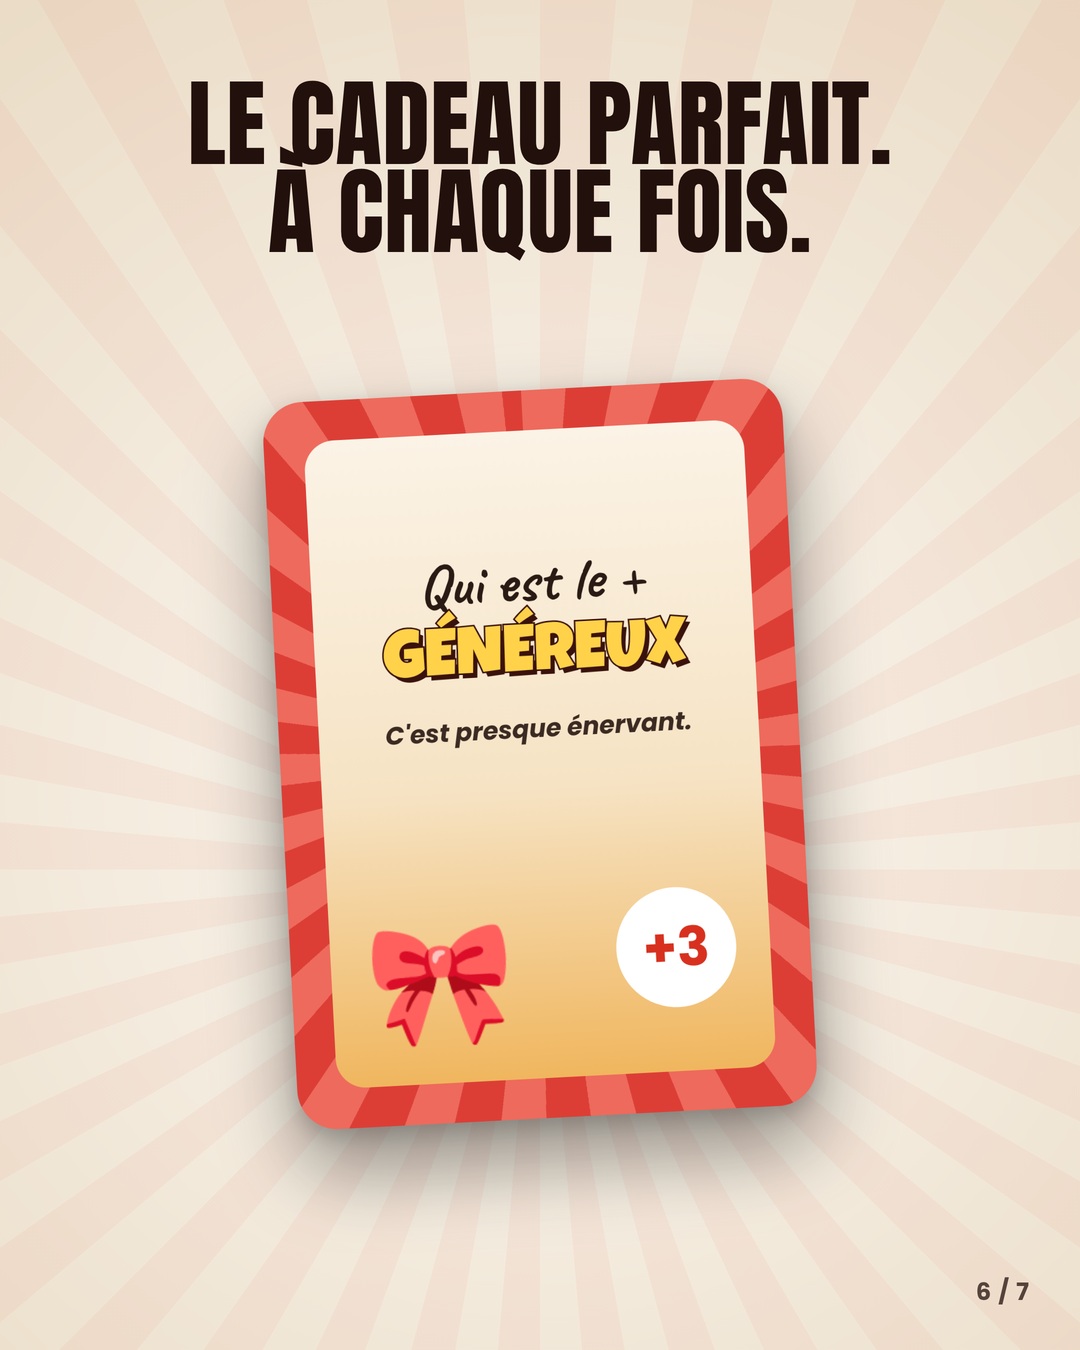 LE CADEAU PARFAIT.
À CHAQUE FOIS.
Qui est le +
GÉNÉREUX
C'est presque énervant.
+3
6 / 7